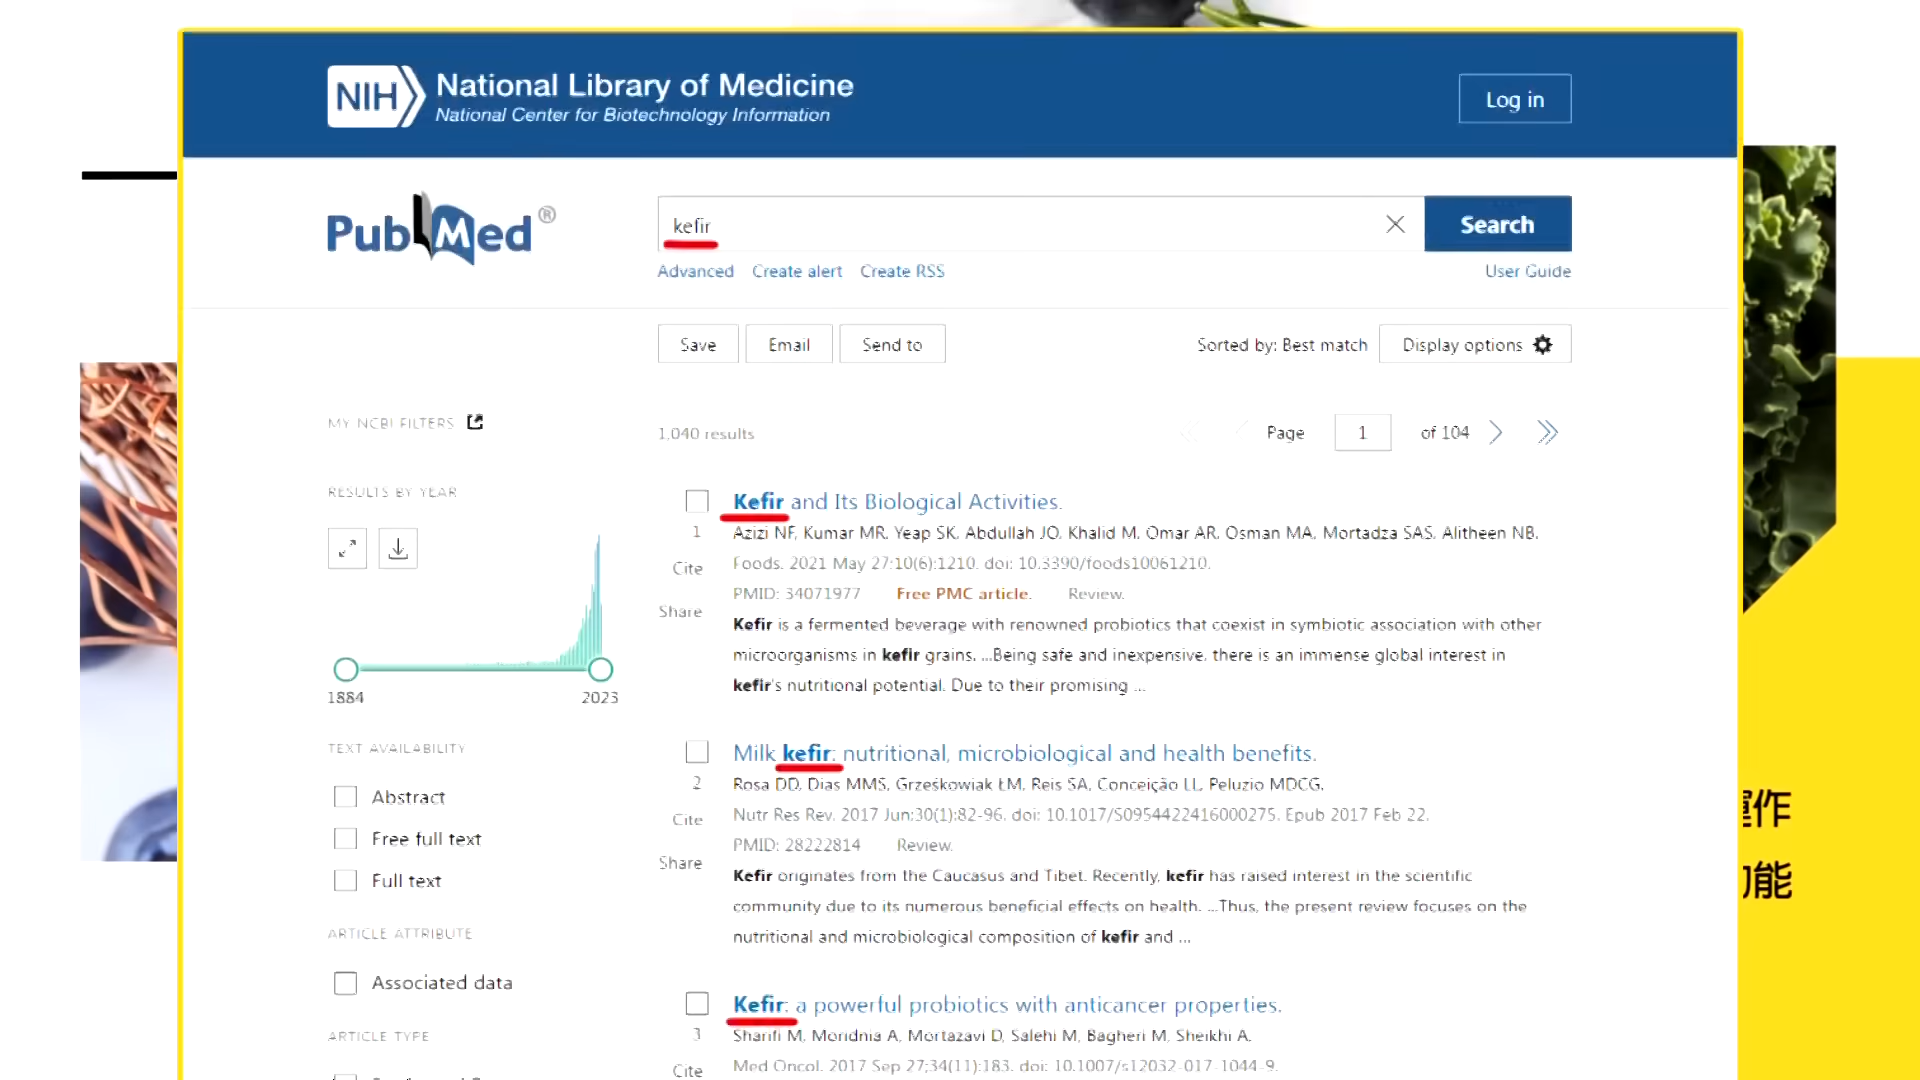 NIH National Library of Medicine
National Center for Biotechnology Information
Log in
PubMed®
kefir
Search
Advanced Create alert Create RSS
User Guide
Save Email Send to
Sorted by: Best match Display options
MY NCBI FILTERS
1,040 results
Page 1 of 104
RESULTS BY YEAR
1884 2023
TEXT AVAILABILITY
Abstract
Free full text
Full text
ARTICLE ATTRIBUTE
Associated data
ARTICLE TYPE
Kefir and Its Biological Activities.
1 Azizi NF, Kumar MR, Yeap SK, Abdullah JO, Khalid M, Omar AR, Osman MA, Mortadza SAS, Alitheen NB.
Cite Foods. 2021 May 27;10(6):1210. doi: 10.3390/foods10061210.
PMID: 34071977 Free PMC article. Review.
Share
Kefir is a fermented beverage with renowned probiotics that coexist in symbiotic association with other
microorganisms in kefir grains. ...Being safe and inexpensive, there is an immense global interest in
kefir's nutritional potential. Due to their promising ...
Milk kefir: nutritional, microbiological and health benefits.
2 Rosa DD, Dias MMS, Grześkowiak ŁM, Reis SA, Conceição LL, Peluzio MDCG.
Cite Nutr Res Rev. 2017 Jun;30(1):82-96. doi: 10.1017/S0954422416000275. Epub 2017 Feb 22.
PMID: 28222814 Review.
Share
Kefir originates from the Caucasus and Tibet. Recently, kefir has raised interest in the scientific
community due to its numerous beneficial effects on health. ...Thus, the present review focuses on the
nutritional and microbiological composition of kefir and ...
Kefir: a powerful probiotics with anticancer properties.
3 Sharifi M, Moridnia A, Mortazavi D, Salehi M, Bagheri M, Sheikhi A.
Cite Med Oncol. 2017 Sep 27;34(11):183. doi: 10.1007/s12032-017-1044-9.
作
能